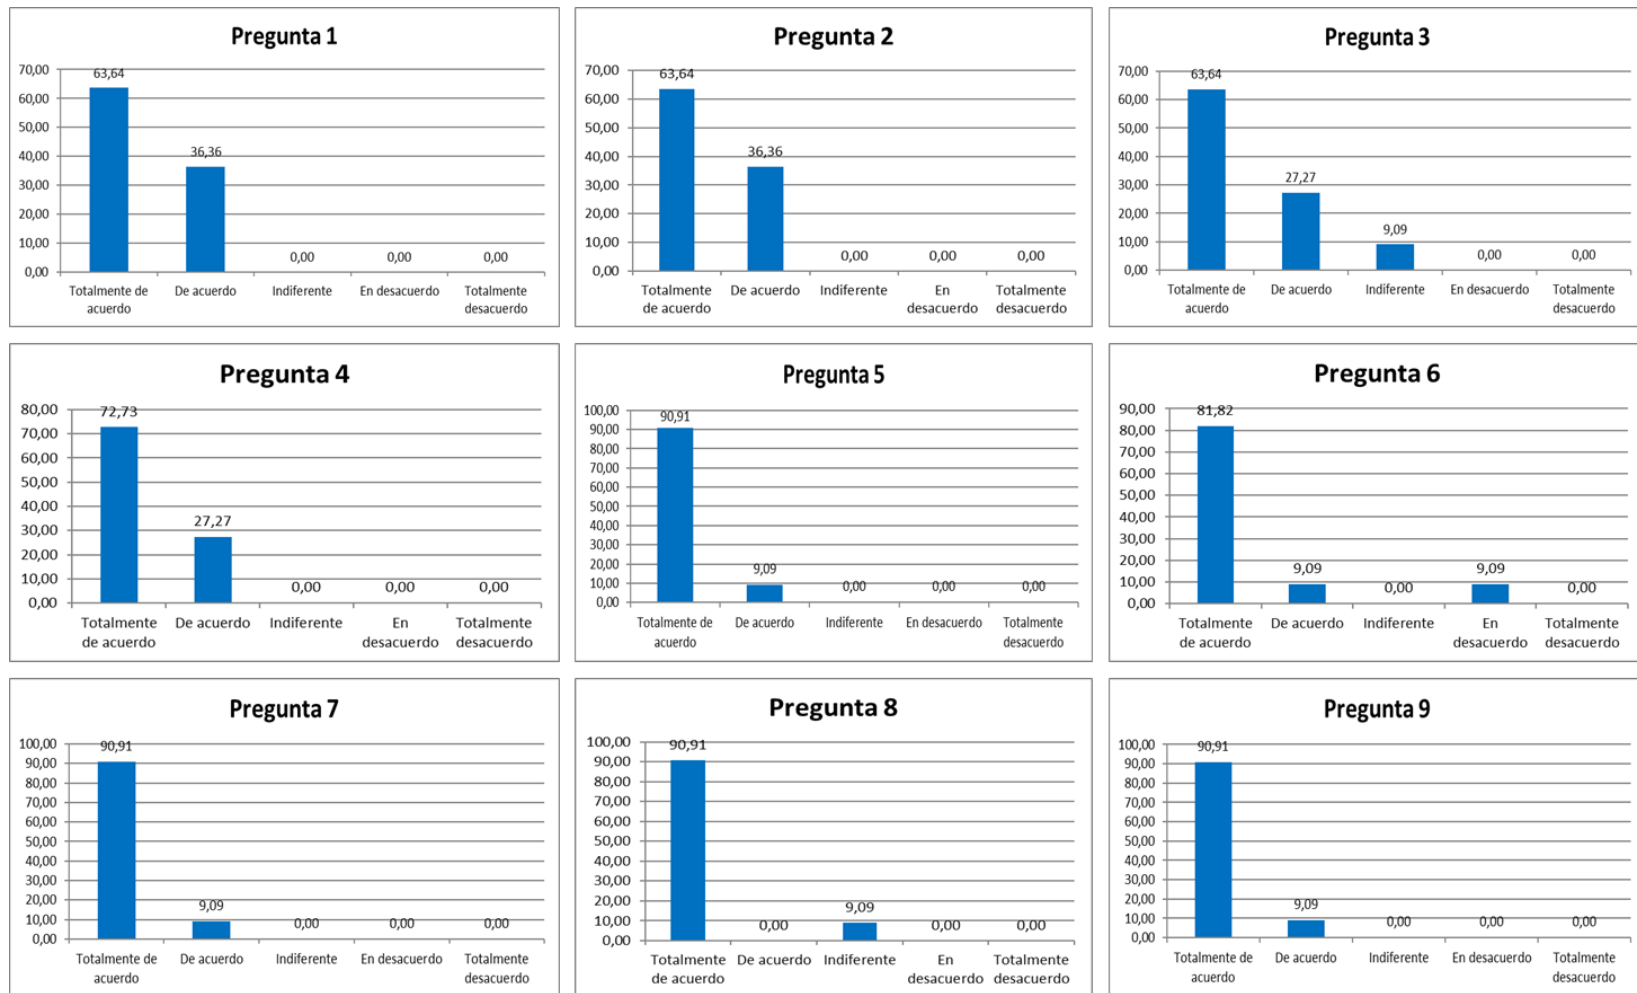 Pregunta 1
70,00
60,00
50,00
40,00
30,00
20,00
10,00
0,00
63,64
36,36
0,00
0,00
0,00
Totalmente de acuerdo
De acuerdo
Indiferente
En desacuerdo
Totalmente desacuerdo
Pregunta 2
70,00
60,00
50,00
40,00
30,00
20,00
10,00
0,00
63,64
36,36
0,00
0,00
0,00
Totalmente de acuerdo
De acuerdo
Indiferente
En desacuerdo
Totalmente desacuerdo
Pregunta 3
70,00
60,00
50,00
40,00
30,00
20,00
10,00
0,00
63,64
27,27
9,09
0,00
0,00
Totalmente de acuerdo
De acuerdo
Indiferente
En desacuerdo
Totalmente desacuerdo
Pregunta 4
80,00
70,00
60,00
50,00
40,00
30,00
20,00
10,00
0,00
72,73
27,27
0,00
0,00
0,00
Totalmente de acuerdo
De acuerdo
Indiferente
En desacuerdo
Totalmente desacuerdo
Pregunta 5
100,00
90,00
80,00
70,00
60,00
50,00
40,00
30,00
20,00
10,00
0,00
90,91
9,09
0,00
0,00
0,00
Totalmente de acuerdo
De acuerdo
Indiferente
En desacuerdo
Totalmente desacuerdo
Pregunta 6
90,00
80,00
70,00
60,00
50,00
40,00
30,00
20,00
10,00
0,00
81,82
9,09
0,00
9,09
0,00
Totalmente de acuerdo
De acuerdo
Indiferente
En desacuerdo
Totalmente desacuerdo
Pregunta 7
100,00
90,00
80,00
70,00
60,00
50,00
40,00
30,00
20,00
10,00
0,00
90,91
9,09
0,00
0,00
0,00
Totalmente de acuerdo
De acuerdo
Indiferente
En desacuerdo
Totalmente desacuerdo
Pregunta 8
100,00
90,00
80,00
70,00
60,00
50,00
40,00
30,00
20,00
10,00
0,00
90,91
0,00
9,09
0,00
0,00
Totalmente de acuerdo
De acuerdo
Indiferente
En desacuerdo
Totalmente desacuerdo
Pregunta 9
100,00
90,00
80,00
70,00
60,00
50,00
40,00
30,00
20,00
10,00
0,00
90,91
9,09
0,00
0,00
0,00
Totalmente de acuerdo
De acuerdo
Indiferente
En desacuerdo
Totalmente desacuerdo